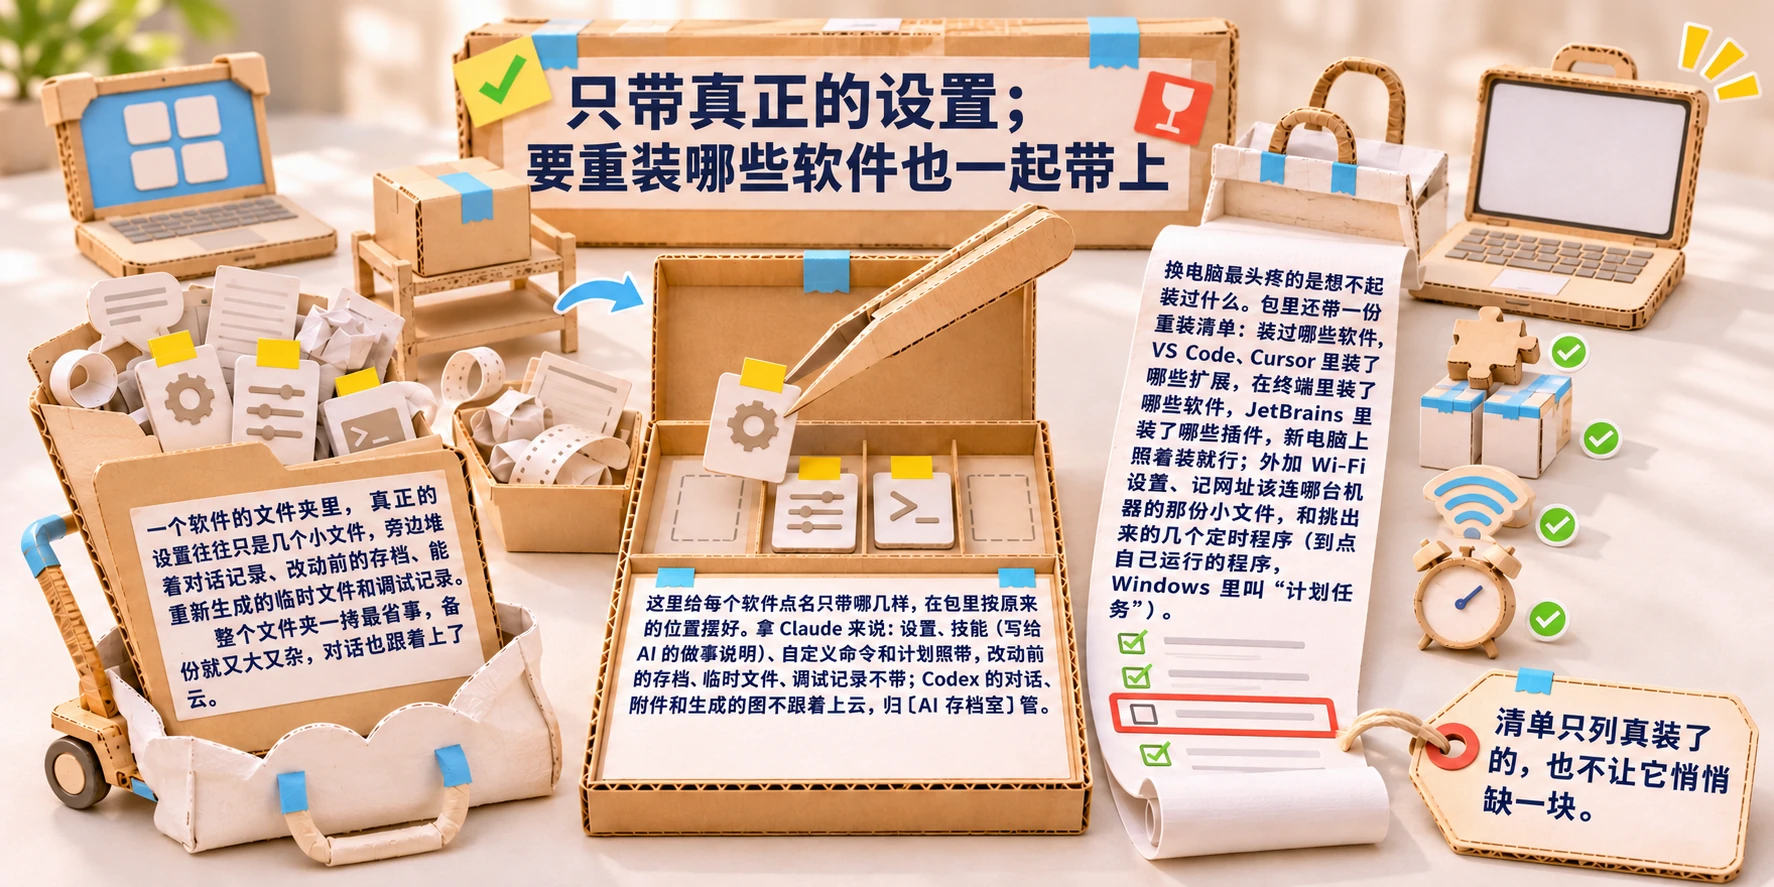 只带真正的设置；
要重装哪些软件也一起带上
一个软件的文件夹里， 真正的
设置往往只是几个小文件，旁边堆
着对话记录、改动前的存档、能
重新生成的临时文件和调试记录。
整个文件夹一持最省事，备
份就又大又杂，对话也跟着上了
云。
这里给每个软件点名只带哪几样，在包里按原来
的位置摆好。拿 Claude 来说：设置、技能（写给
AI 的做事说明）、自定义命令和计划照带，改动前
的存档、临时文件、调试记录不带；Codex 的对话、
附件和生成的图不跟着上云，归［AI 存档室］管。
换电脑最头疼的是想不起
装过什么。包里还带一份
重装清单：装过哪些软件，
VS Code、Cursor 里装了
哪些扩展，在终端里装了
哪些软件，JetBrains 里
装了哪些插件，新电脑上
照着装就行；外加 Wi-Fi
设置、记网址该连哪台机
器的那份小文件，和挑出
来的几个定时程序（到点
自己运行的程序，
Windows 里叫“计划任
务”）。
清单只列真装了
的，也不让它悄悄
缺一块。